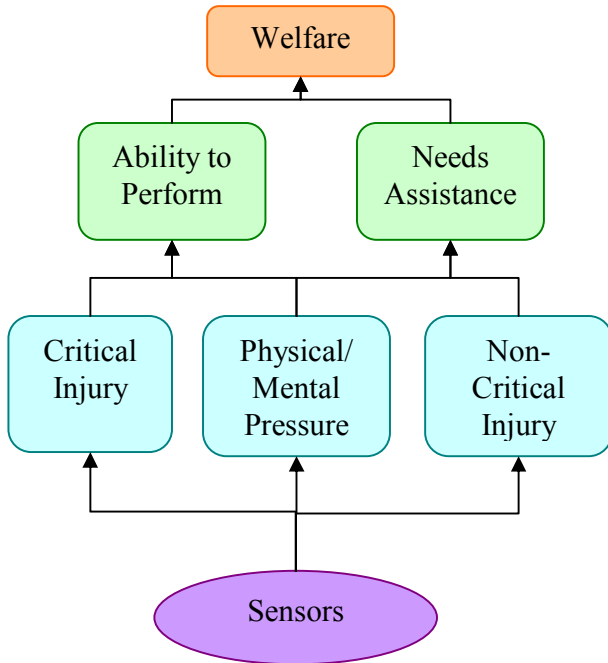 Welfare
Ability to
Perform
Needs
Assistance
Critical
Injury
Physical/
Mental
Pressure
Non-
Critical
Injury
Sensors